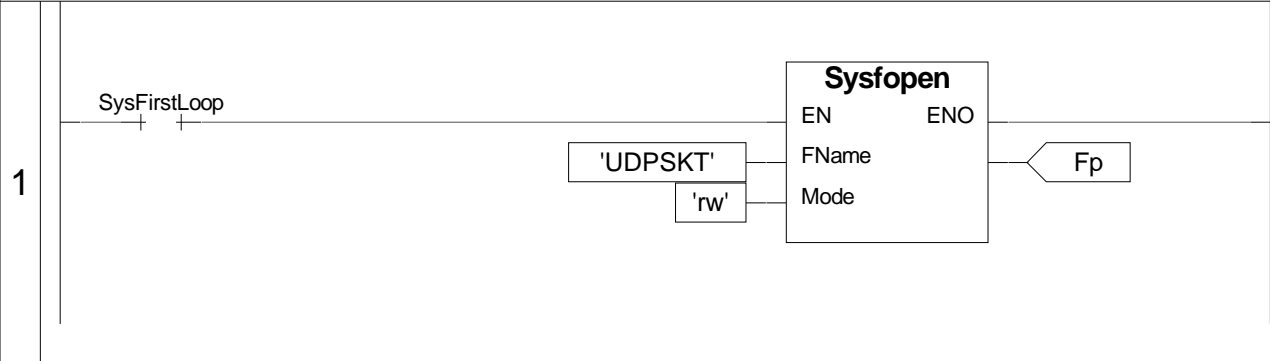 Sysfopen
SysFirstLoop
EN ENO
'UDPSKT' FName Fp
1
'rw' Mode